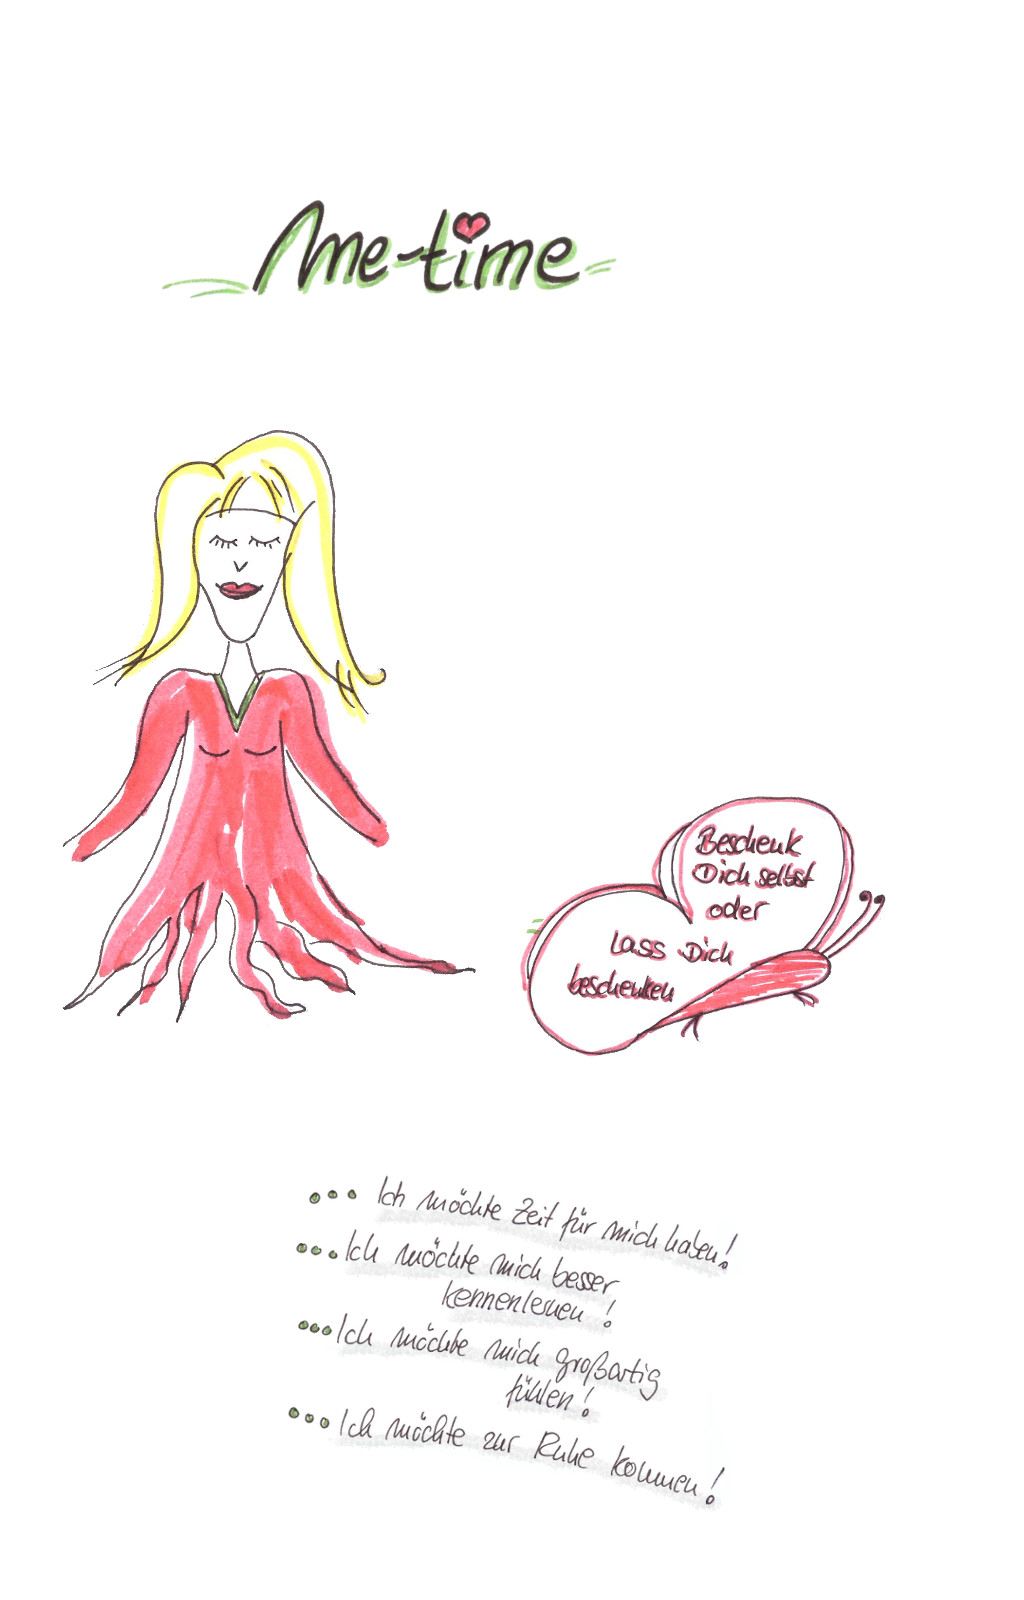 me-time
Beschenk
Dich selbst
oder
lass Dich
beschenken
... Ich möchte Zeit für mich haben!
... Ich möchte mich besser
kennenlernen!
... Ich möchte mich großartig
fühlen!
... Ich möchte zur Ruhe kommen!